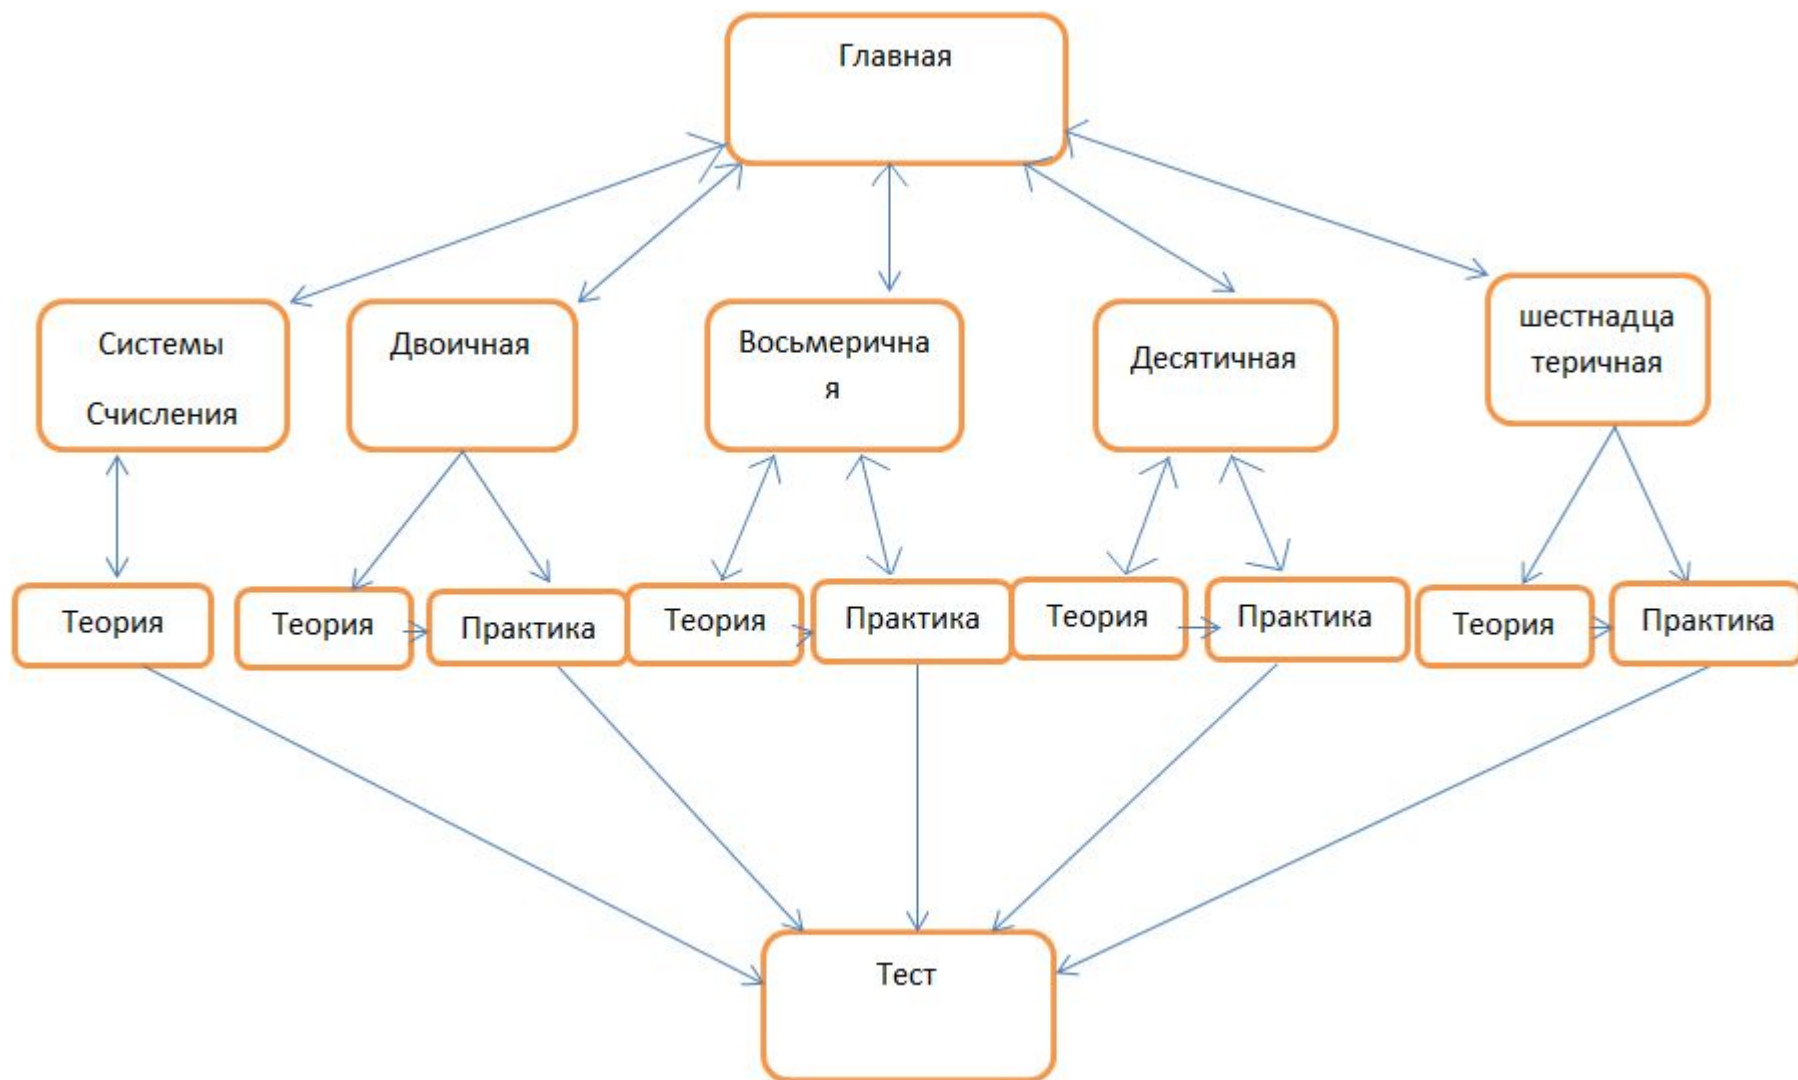 Главная
Системы
Счисления
Двоичная
Восьмерична
я
Десятичная
шестнадца
теричная
Теория
Теория
Практика
Теория
Практика
Теория
Практика
Теория
Практика
Тест